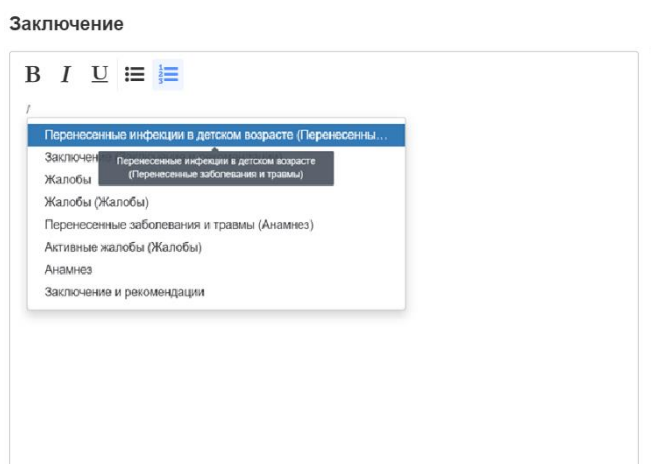 Заключение
B I U
/
Перенесенные инфекции в детском возрасте (Перенесенны...
Заключен
Перенесенные инфекции в детском возрасте
(Перенесенные заболевания и травмы)
Жалобы
Жалобы (Жалобы)
Перенесенные заболевания и травмы (Анамнез)
Активные жалобы (Жалобы)
Анамнез
Заключение и рекомендации